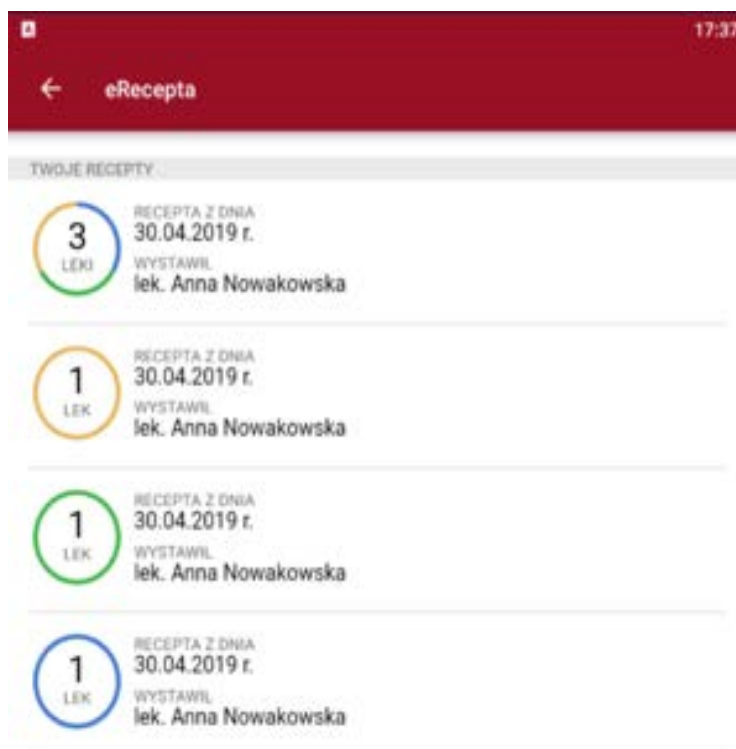 17:37
eRecepta
TWOJE RECEPTY
3
LEKI
RECEPTA Z DNIA
30.04.2019 r.
WYSTAWIŁ
lek. Anna Nowakowska
1
LEK
RECEPTA Z DNIA
30.04.2019 r.
WYSTAWIŁ
lek. Anna Nowakowska
1
LEK
RECEPTA Z DNIA
30.04.2019 r.
WYSTAWIŁ
lek. Anna Nowakowska
1
LEK
RECEPTA Z DNIA
30.04.2019 r.
WYSTAWIŁ
lek. Anna Nowakowska